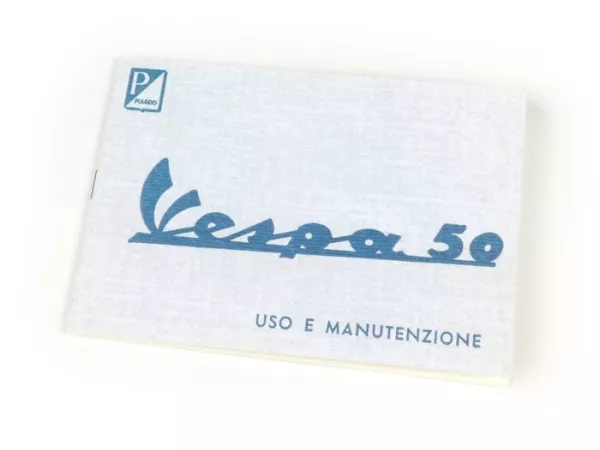 P
PIAGGIO
Vespa 50
USO E MANUTENZIONE